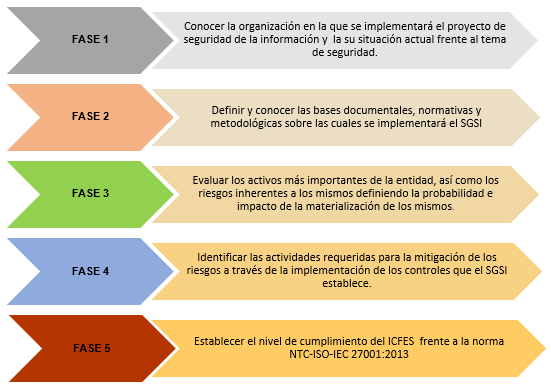 FASE 1
Conocer la organización en la que se implementará el proyecto de
seguridad de la información y la su situación actual frente al tema
de seguridad.
FASE 2
Definir y conocer las bases documentales, normativas y
metodológicas sobre las cuales se implementará el SGSI
FASE 3
Evaluar los activos más importantes de la entidad, así como los
riesgos inherentes a los mismos definiendo la probabilidad e
impacto de la materialización de los mismos.
FASE 4
Identificar las actividades requeridas para la mitigación de los
riesgos a través de la implementación de los controles que el SGSI
establece.
FASE 5
Establecer el nivel de cumplimiento del ICFES frente a la norma
NTC-ISO-IEC 27001:2013